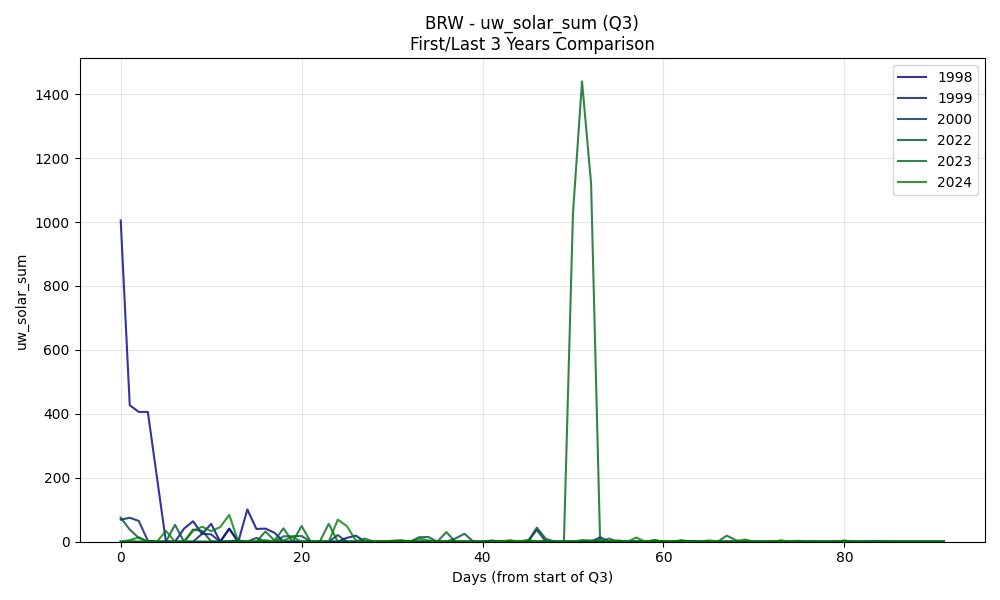 BRW - uw_solar_sum (Q3)
First/Last 3 Years Comparison
1998
1999
2000
2022
2023
2024
1400
1200
1000
800
600
400
200
0
uw_solar_sum
0 20 40 60 80
Days (from start of Q3)